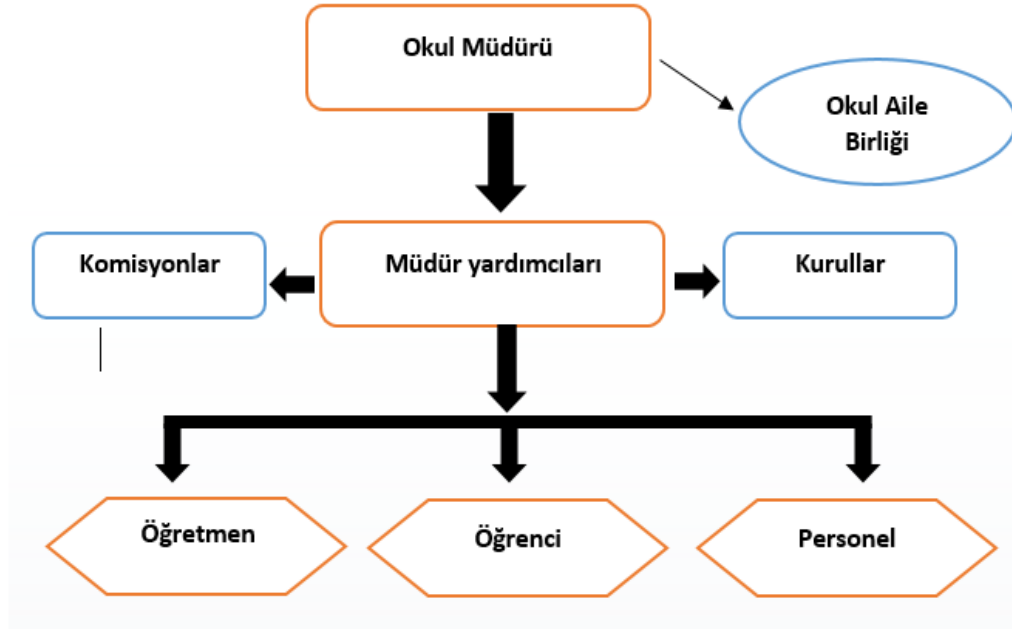 Okul Müdürü
Okul Aile
Birliği
Komisyonlar
Müdür yardımcıları
Kurullar
Öğretmen
Öğrenci
Personel